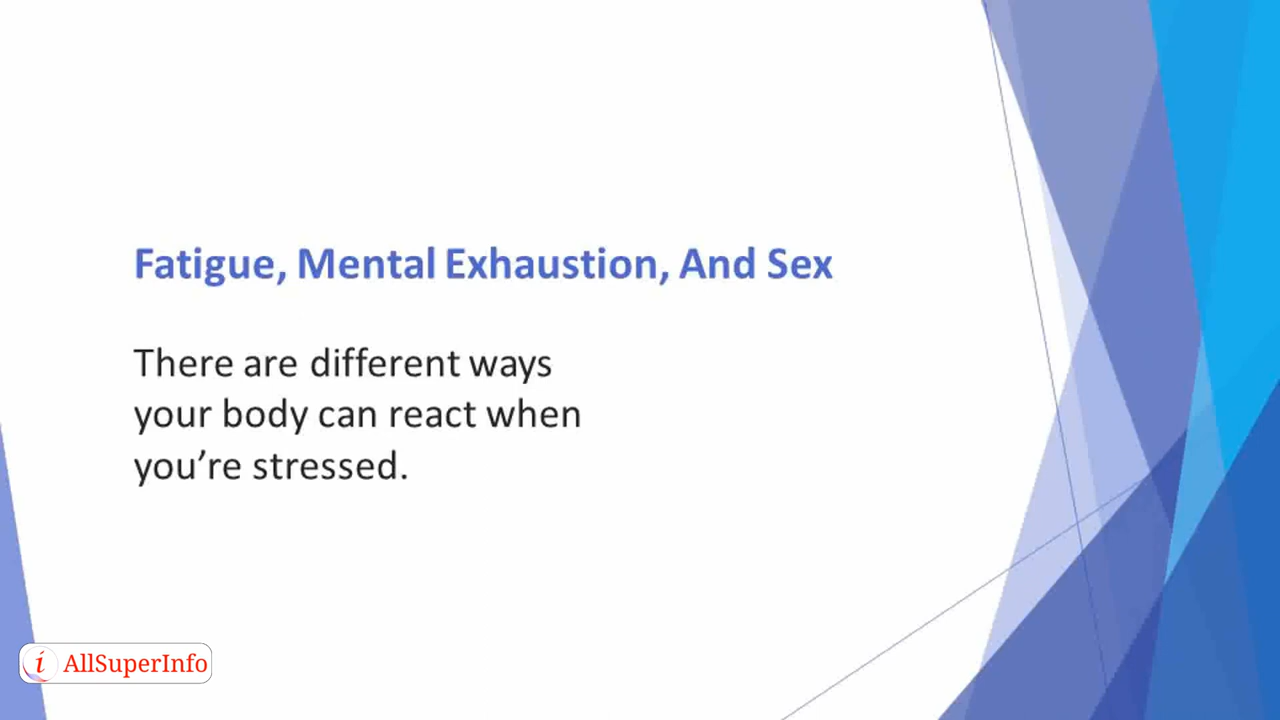 Fatigue, Mental Exhaustion, And Sex
There are different ways
your body can react when
you’re stressed.
i AllSuperInfo